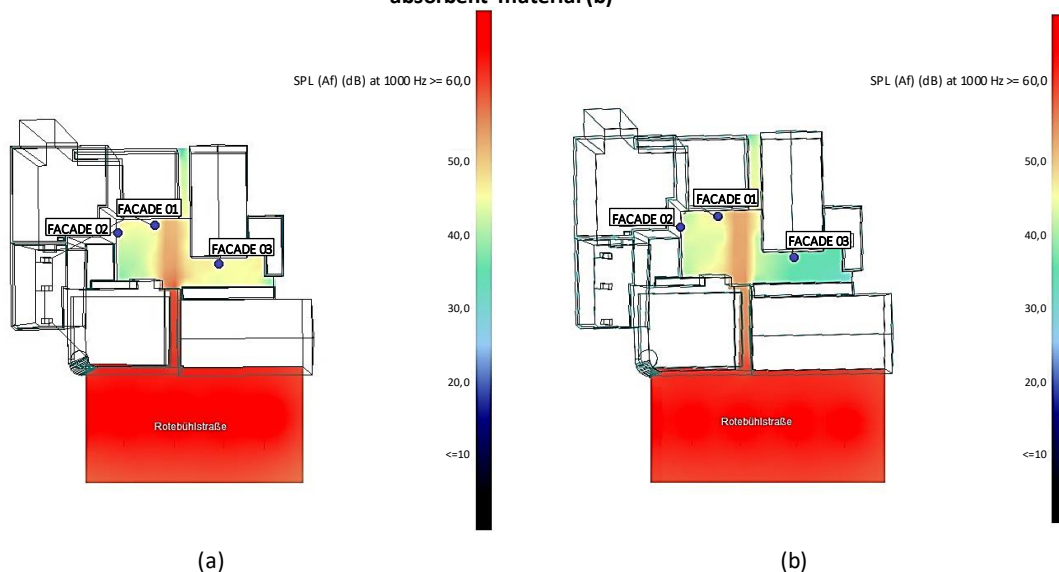 absorbent material (b)
SPL (Af) (dB) at 1000 Hz >= 60,0
50,0
40,0
30,0
20,0
<=10
FACADE 01
FACADE 02
FACADE 03
Rotebühlstraße
(a)
SPL (Af) (dB) at 1000 Hz >= 60,0
50,0
40,0
30,0
20,0
<=10
FACADE 01
FACADE 02
FACADE 03
Rotebühlstraße
(b)